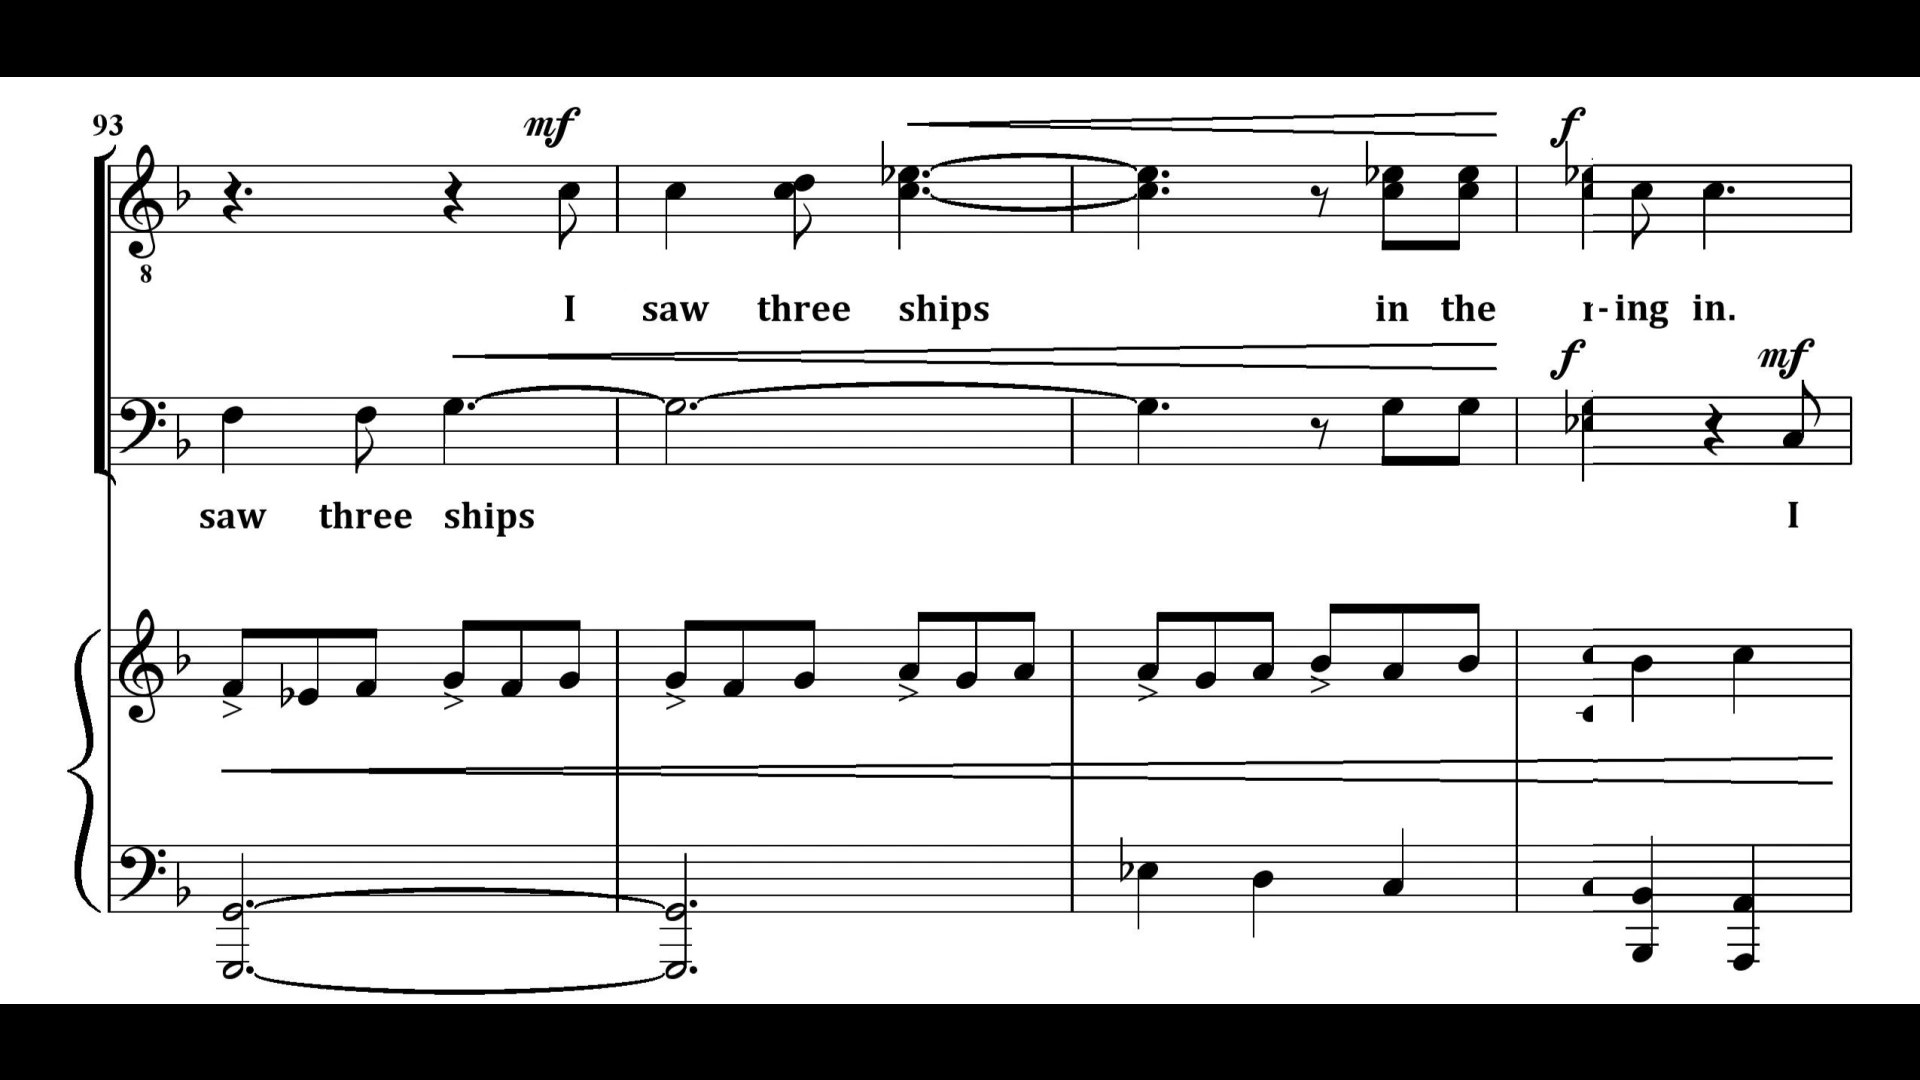 93 mf f
8
I saw three ships in the -ing in.
f mf
saw three ships I